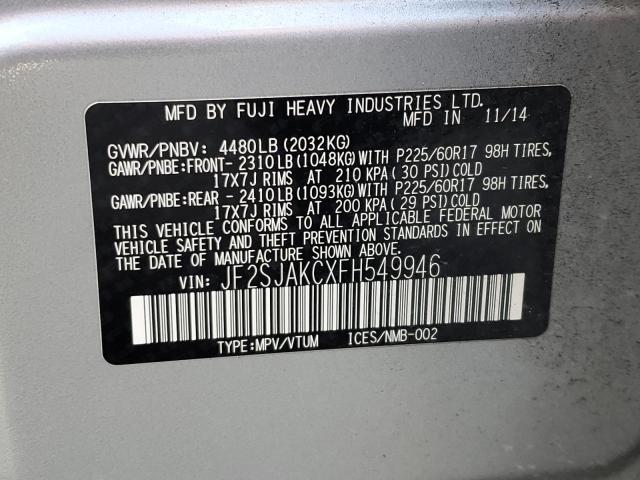 MFD BY FUJI HEAVY INDUSTRIES LTD.
MFD IN 11/14
GVWR/PNBV: 4480LB (2032KG)
GAWR/PNBE:FRONT- 2310LB (1048KG)WITH P225/60R17 98H TIRES,
17X7J RIMS AT 210 KPA ( 30 PSI)COLD
GAWR/PNBE:REAR - 2410LB (1093KG)WITH P225/60R17 98H TIRES,
17X7J RIMS AT 200 KPA ( 29 PSI)COLD
THIS VEHICLE CONFORMS TO ALL APPLICABLE FEDERAL MOTOR
VEHICLE SAFETY AND THEFT PREVENTION STANDARDS IN EFFECT
ON THE DATE OF MANUFACTURE SHOWN ABOVE.
VIN: JF2SJAKCXFH549946
TYPE:MPV/VTUM ICES/NMB-002